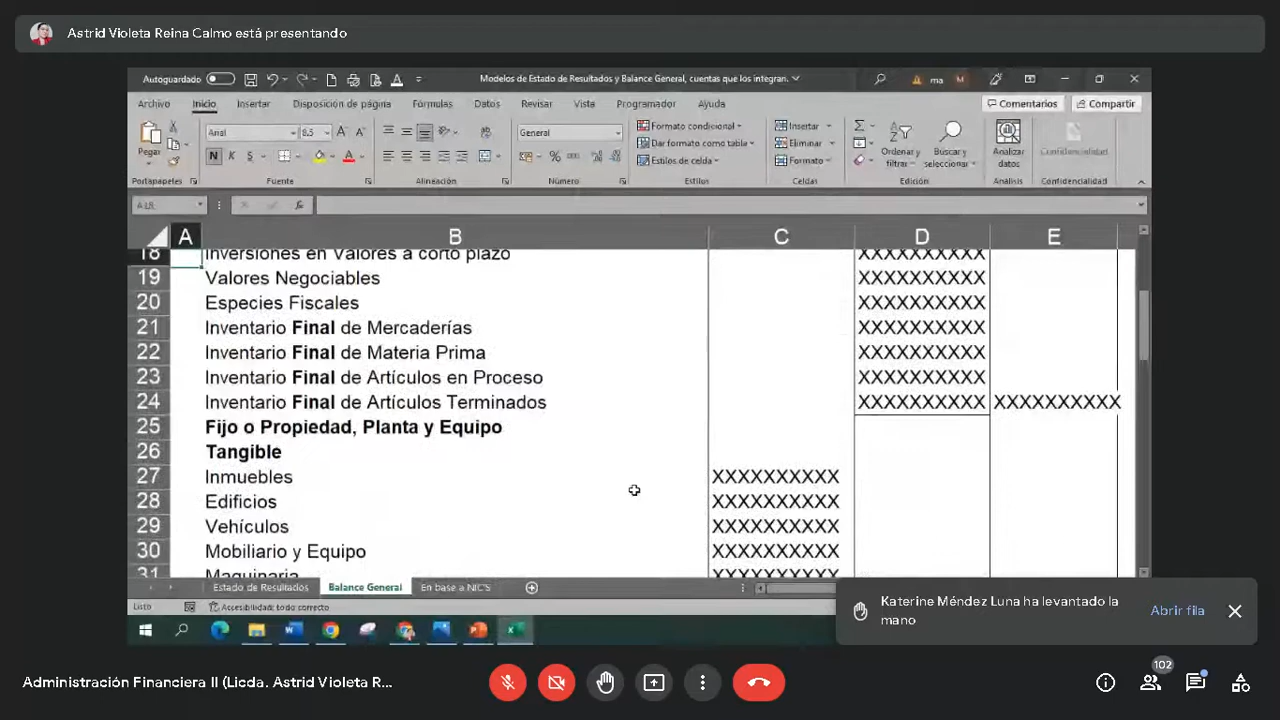 Astrid Violeta Reina Calmo está presentando
Autoguardado
Modelos de Estado de Resultados y Balance General, cuentas que los integran.
ma
M
Archivo Inicio Insertar Disposición de página Fórmulas Datos Revisar Vista Programador Ayuda Comentarios Compartir
Pegar
Arial 8.5
N K S
General
Formato condicional
Dar formato como tabla
Estilos de celda
Insertar
Eliminar
Formato
Ordenar y filtrar
Buscar y seleccionar
Analizar datos
Confidencialidad
Portapapeles Fuente Alineación Número Estilos Celdas Edición Análisis Confidencialidad
A B C D E
18 Inversiones en Valores a corto plazo XXXXXXXXXX
19 Valores Negociables XXXXXXXXXX
20 Especies Fiscales XXXXXXXXXX
21 Inventario Final de Mercaderías XXXXXXXXXX
22 Inventario Final de Materia Prima XXXXXXXXXX
23 Inventario Final de Artículos en Proceso XXXXXXXXXX
24 Inventario Final de Artículos Terminados XXXXXXXXXX XXXXXXXXXX
25 Fijo o Propiedad, Planta y Equipo
26 Tangible
27 Inmuebles XXXXXXXXXX
28 Edificios XXXXXXXXXX
29 Vehículos XXXXXXXXXX
30 Mobiliario y Equipo XXXXXXXXXX
31 Maquinaria XXXXXXXXXX
Estado de Resultados Balance General En base a NIC'S
Listo Accesibilidad: todo correcto
Katerine Méndez Luna ha levantado la
mano
Abrir fila
Administración Financiera II (Licda. Astrid Violeta R...
102